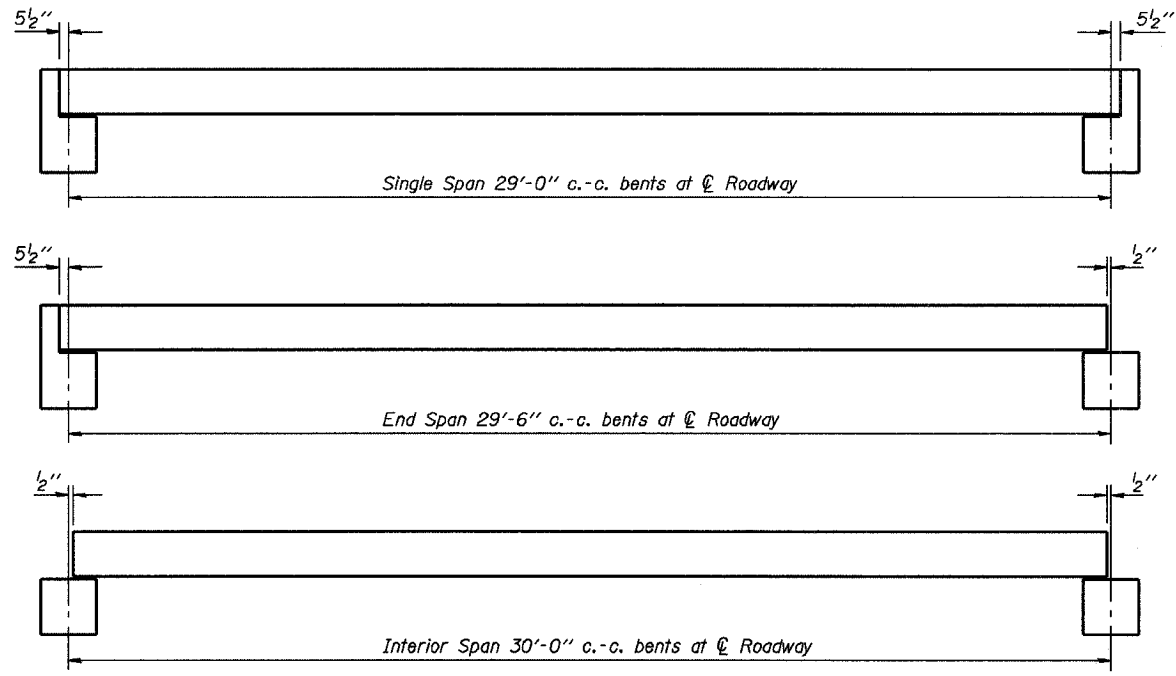 5½" 5½"
Single Span 29'-0" c.-c. bents at ℄ Roadway
5½" ½"
End Span 29'-6" c.-c. bents at ℄ Roadway
½" ½"
Interior Span 30'-0" c.-c. bents at ℄ Roadway